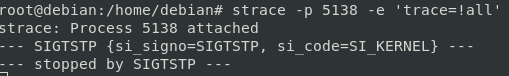 root@debian:/home/debian# strace -p 5138 -e 'trace=!all'
strace: Process 5138 attached
--- SIGTSTP {si_signo=SIGTSTP, si_code=SI_KERNEL} ---
--- stopped by SIGTSTP ---